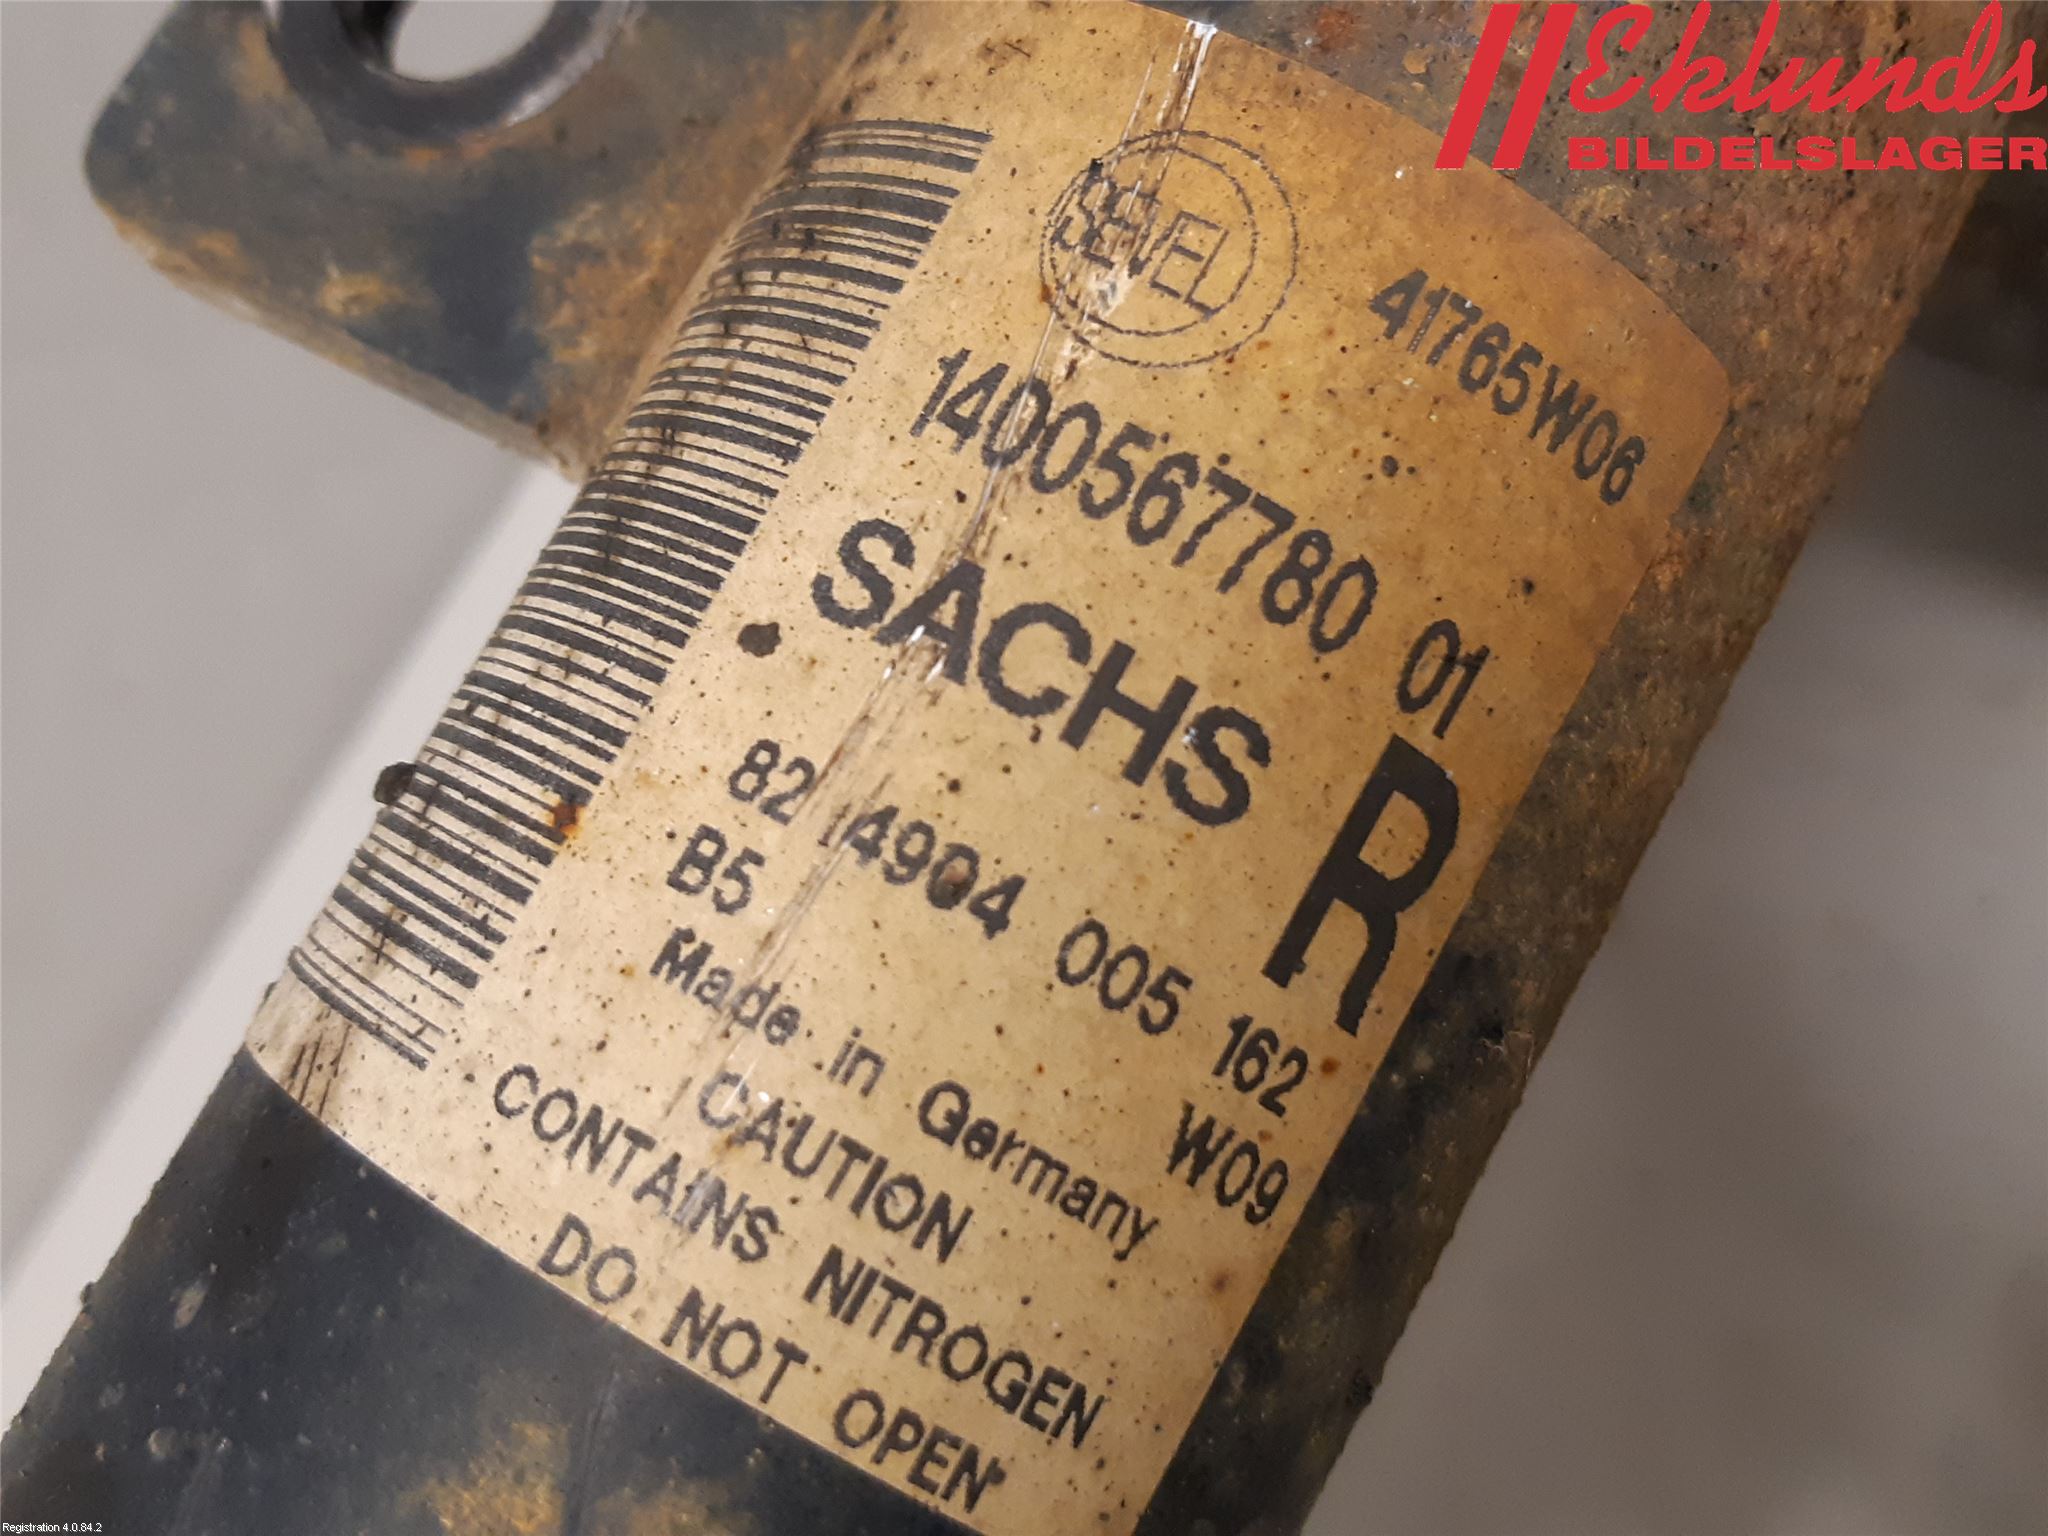 Eklunds
BILDELSLAGER
SEVEL
41765W06
1400567780 01
SACHS
R
82 4904 005 162
B5
W09
Made in Germany
CAUTION
CONTAINS NITROGEN
DO NOT OPEN
Registration 4.0.84.2